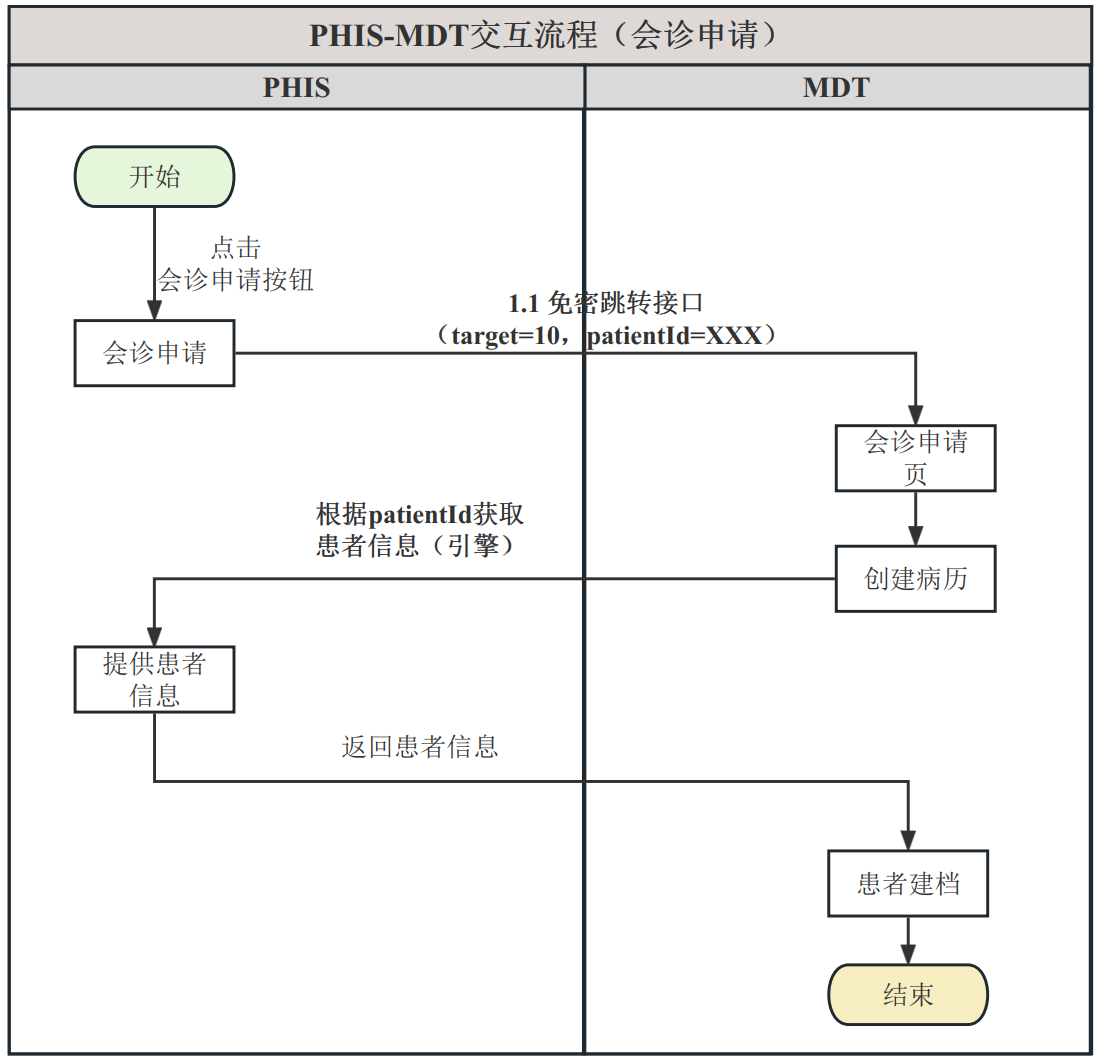 PHIS-MDT交互流程（会诊申请）
PHIS
MDT
开始
点击
会诊申请按钮
1.1 免密跳转接口
（target=10，patientId=XXX）
会诊申请
会诊申请
页
根据patientId获取
患者信息（引擎）
创建病历
提供患者
信息
返回患者信息
患者建档
结束